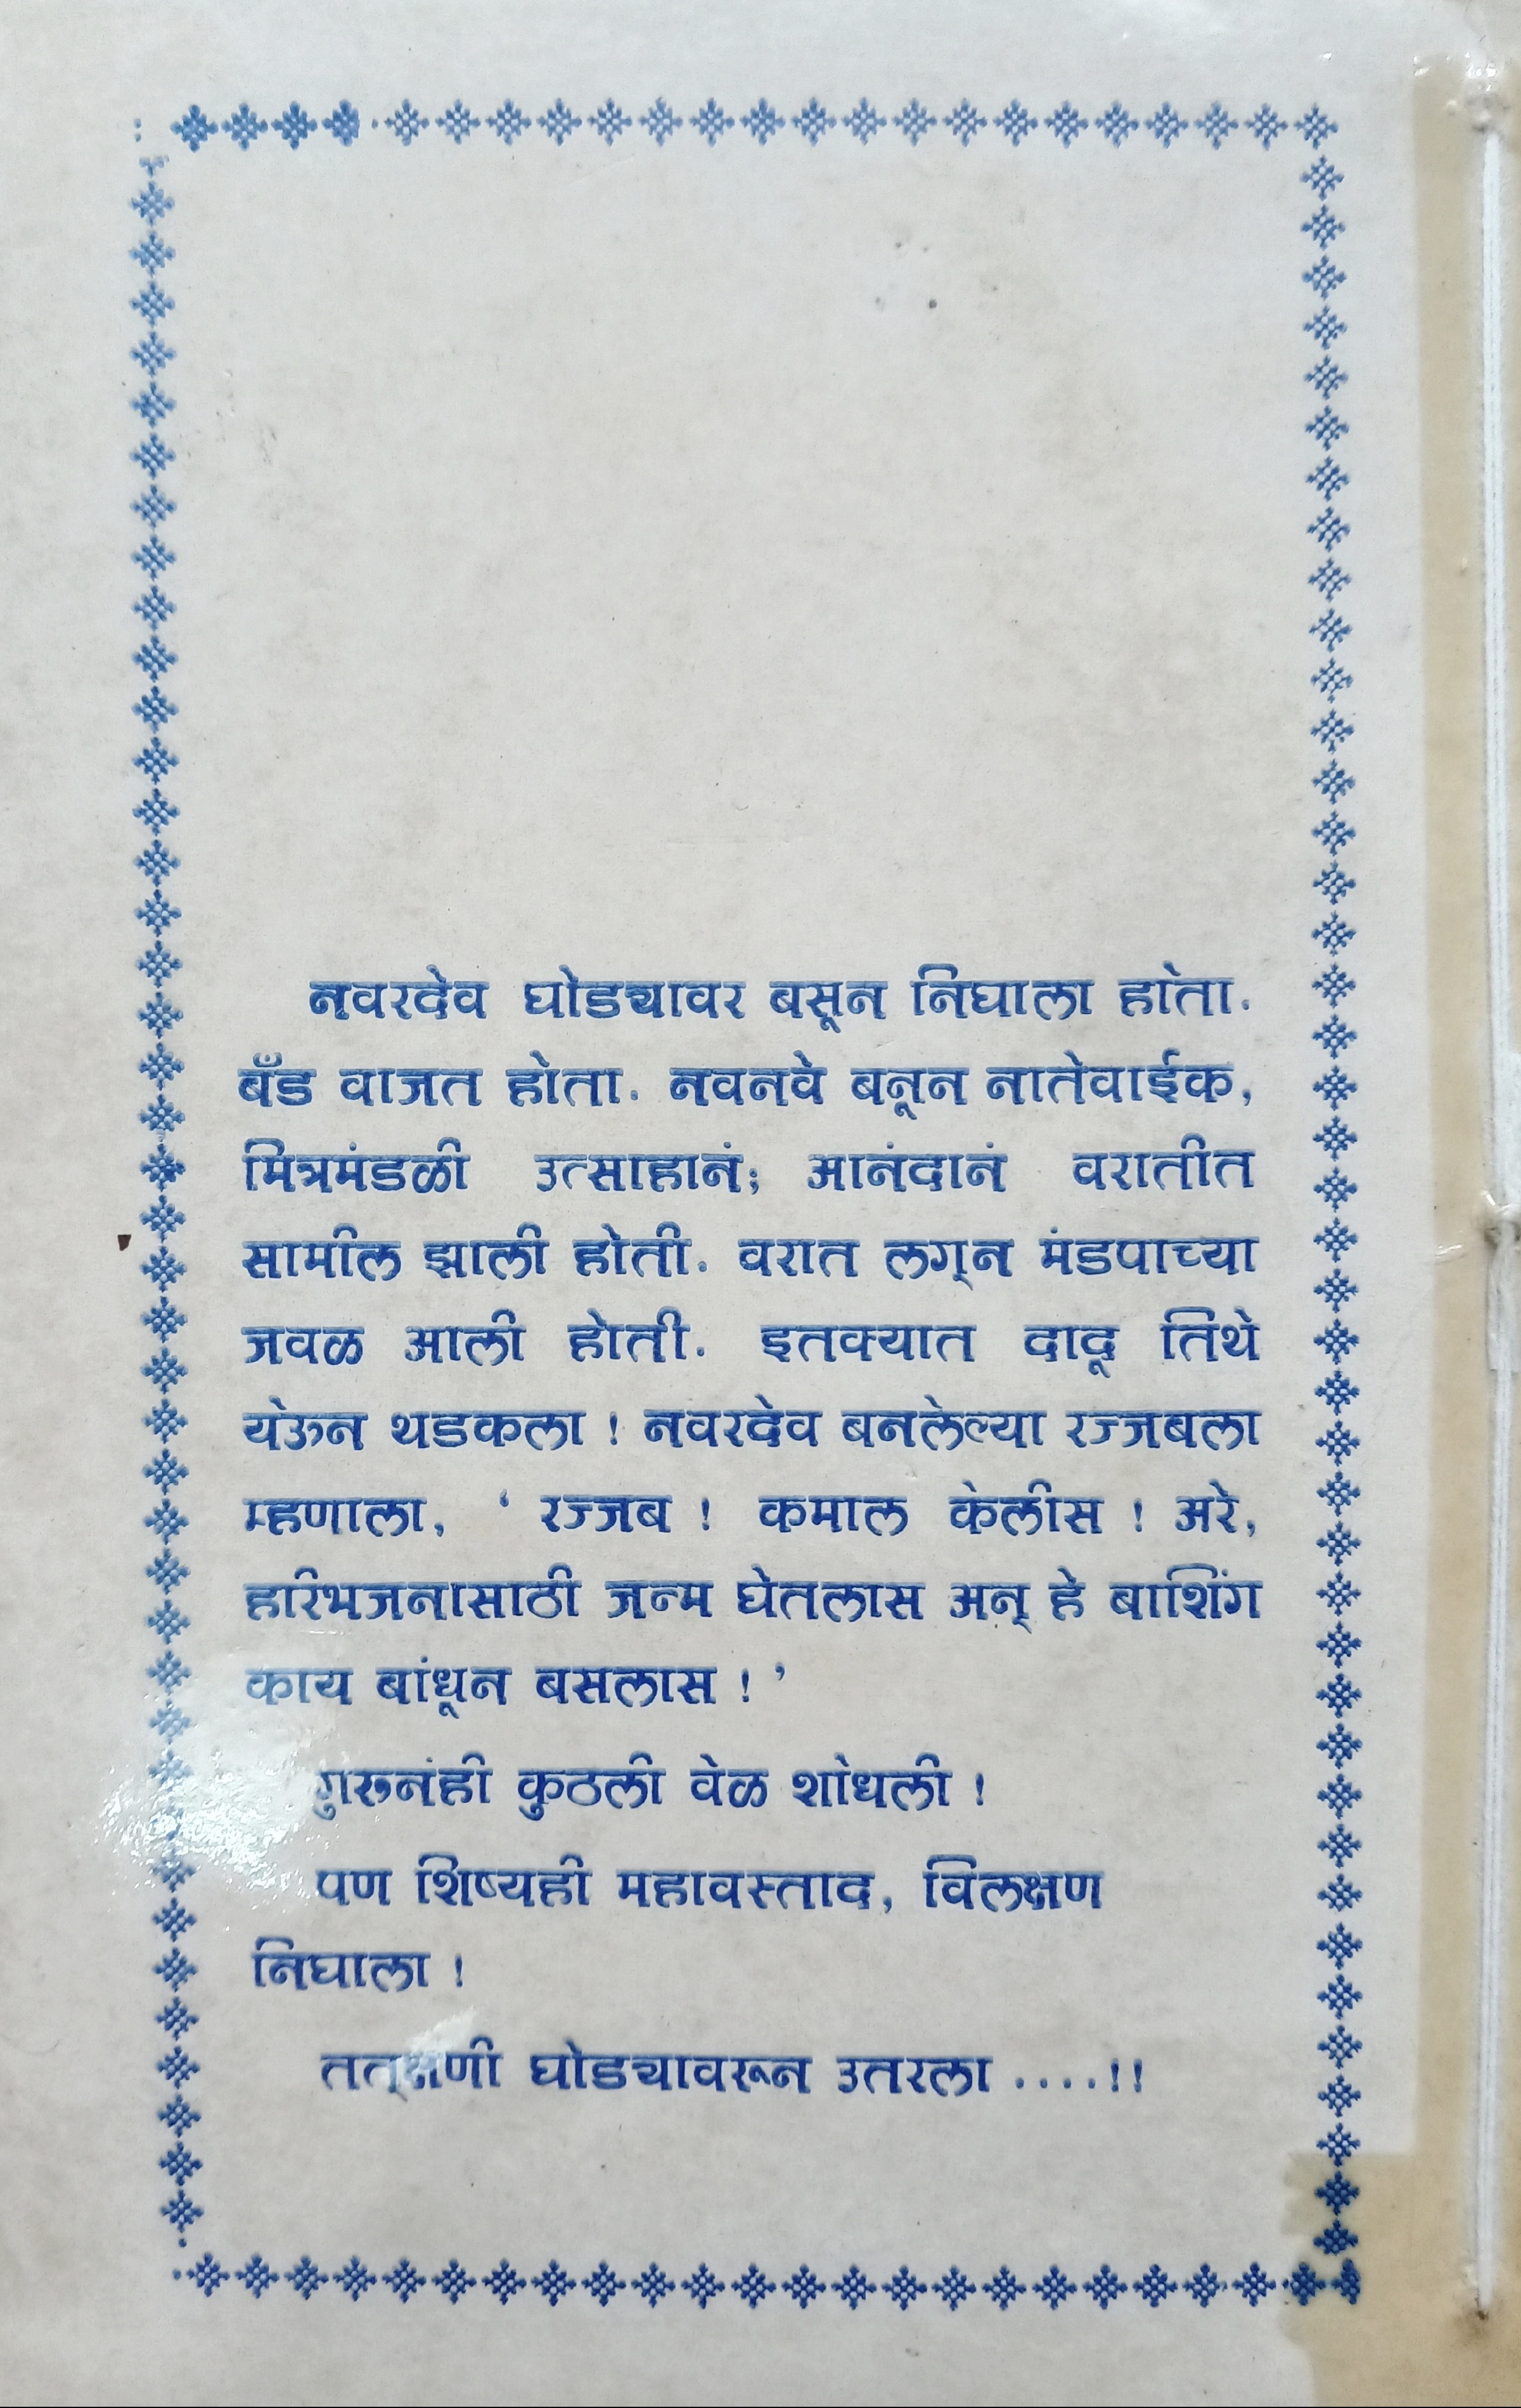 नवरदेव घोड्यावर बसून निघाला होता.
बँड वाजत होता. नवनवे बनून नातेवाईक,
मित्रमंडळी उत्साहानं; आनंदानं वरातीत
सामील झाली होती. वरात लग्‌न मंडपाच्या
जवळ आली होती. इतक्यात दादू तिथे
येऊन थडकला ! नवरदेव बनलेल्या रज्जबला
म्हणाला, ‘ रज्जब ! कमाल केलीस ! अरे,
हरिभजनासाठी जन्म घेतलास अन् हे बाशिंग
काय बांधून बसलास ! ’
गुरुनंही कुठली वेळ शोधली !
पण शिष्यही महावस्ताद, विलक्षण
निघाला !
तत्‌क्षणी घोड्यावरून उतरला ....!!